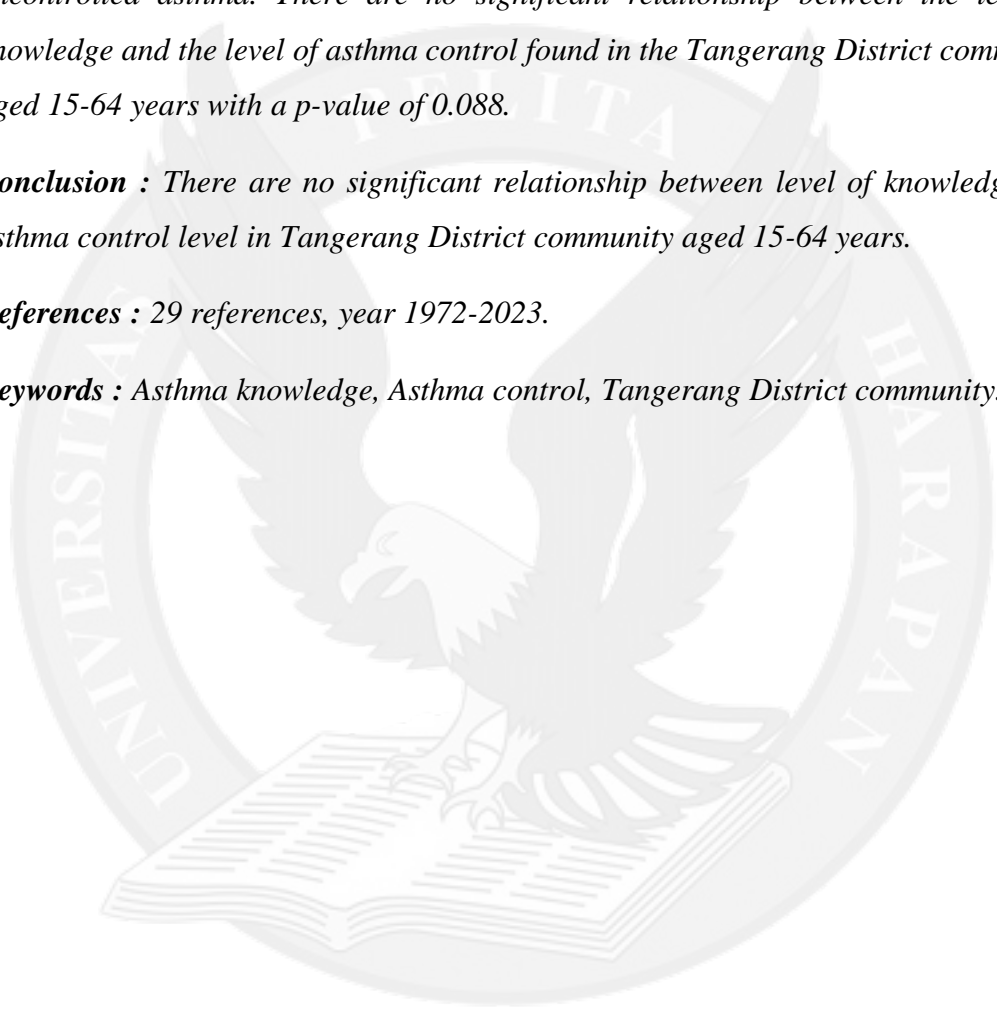 ncontrolled asthma. There are no significant relationship between the le
nowledge and the level of asthma control found in the Tangerang District comm
ged 15-64 years with a p-value of 0.088.
onclusion : There are no significant relationship between level of knowledg
sthma control level in Tangerang District community aged 15-64 years.
eferences : 29 references, year 1972-2023.
eywords : Asthma knowledge, Asthma control, Tangerang District community.
UNIVERSITAS PELITA HARAPAN